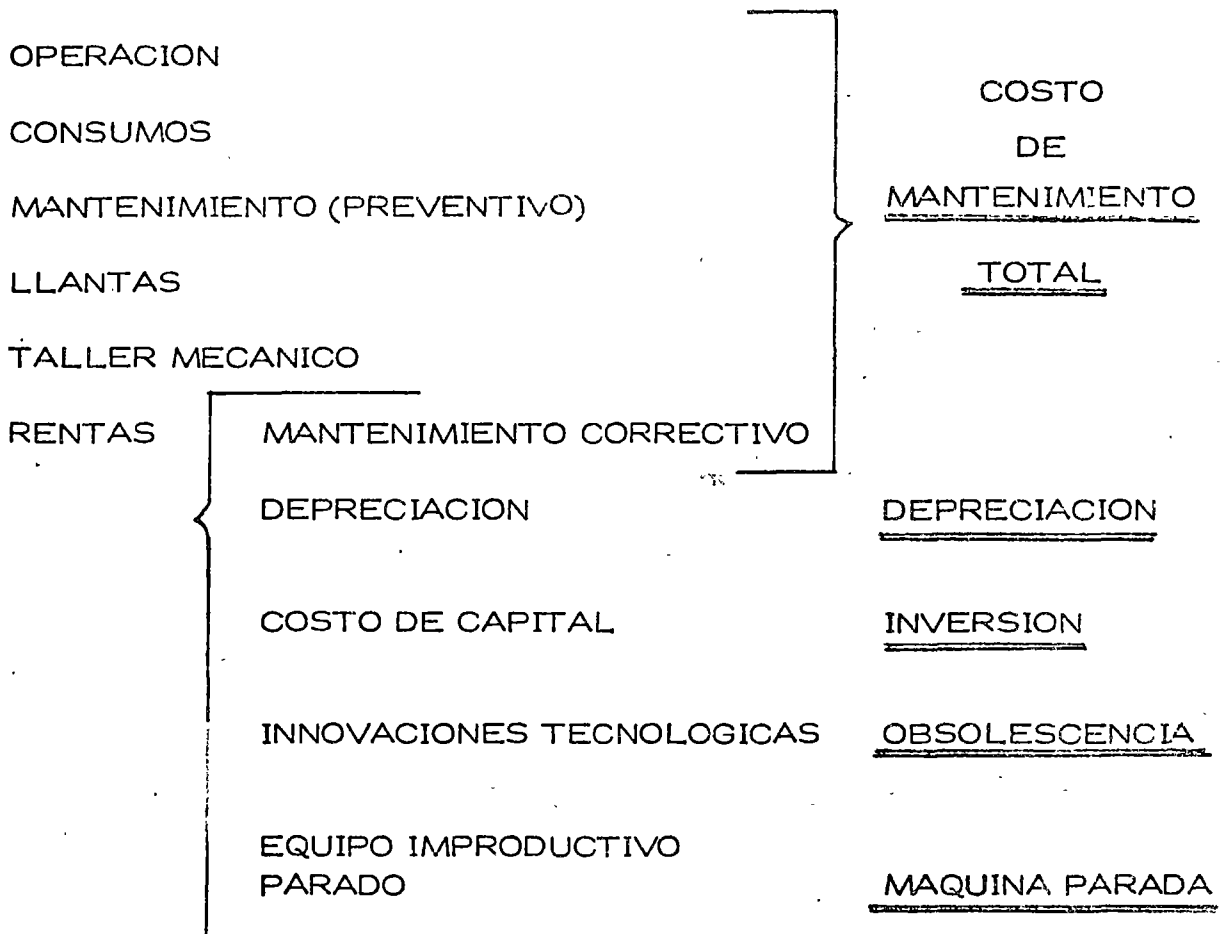 OPERACION
COSTO
CONSUMOS
DE
MANTENIMIENTO (PREVENTIVO)
MANTENIMIENTO
LLANTAS
TOTAL
TALLER MECANICO
RENTAS MANTENIMIENTO CORRECTIVO
DEPRECIACION DEPRECIACION
COSTO DE CAPITAL INVERSION
INNOVACIONES TECNOLOGICAS OBSOLESCENCIA
EQUIPO IMPRODUCTIVO
PARADO MAQUINA PARADA